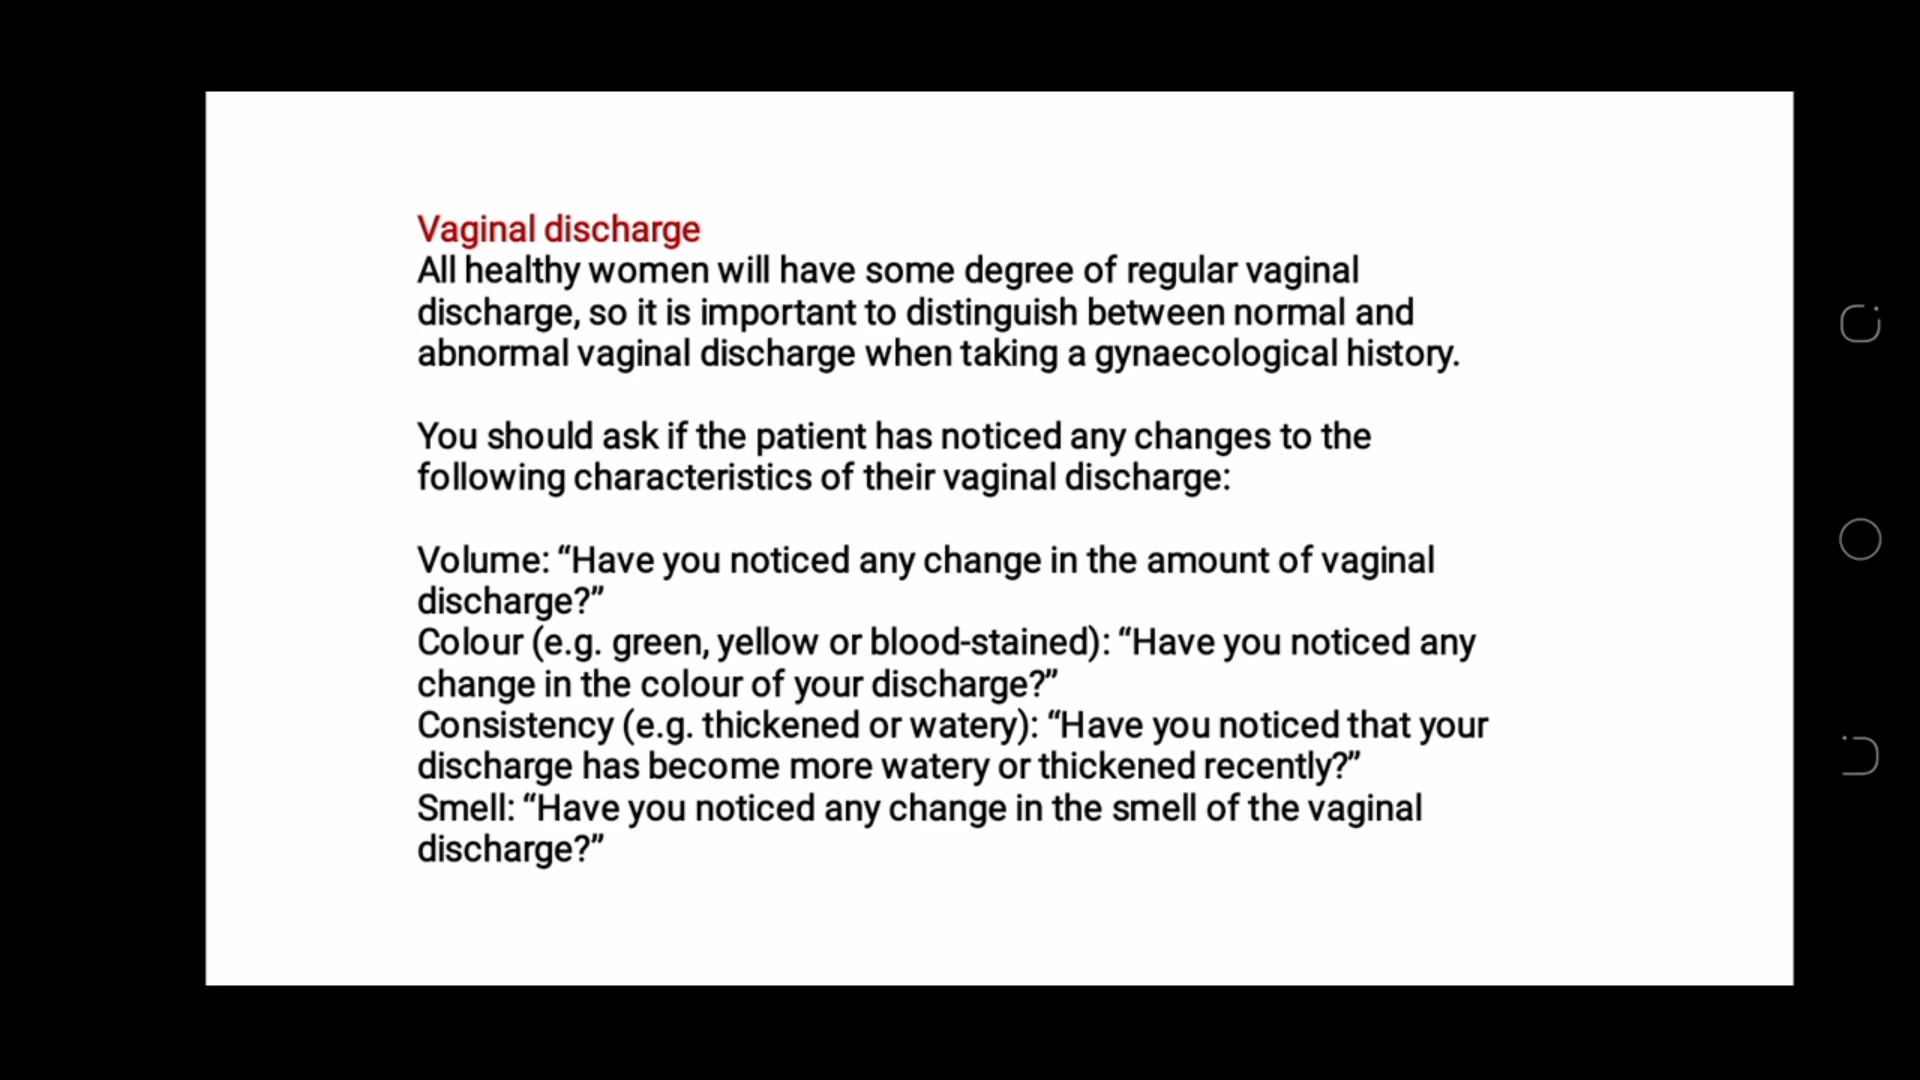 Vaginal discharge
All healthy women will have some degree of regular vaginal
discharge, so it is important to distinguish between normal and
abnormal vaginal discharge when taking a gynaecological history.
You should ask if the patient has noticed any changes to the
following characteristics of their vaginal discharge:
Volume: “Have you noticed any change in the amount of vaginal
discharge?”
Colour (e.g. green, yellow or blood-stained): “Have you noticed any
change in the colour of your discharge?”
Consistency (e.g. thickened or watery): “Have you noticed that your
discharge has become more watery or thickened recently?”
Smell: “Have you noticed any change in the smell of the vaginal
discharge?”